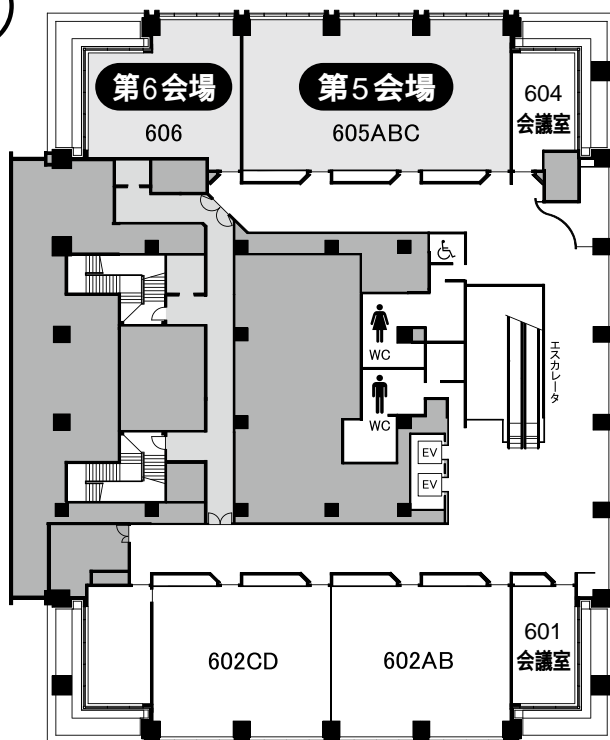 第6会場
第5会場
606
605ABC
604
会議室
WC
エスカレータ
WC
EV
EV
602CD
602AB
601
会議室